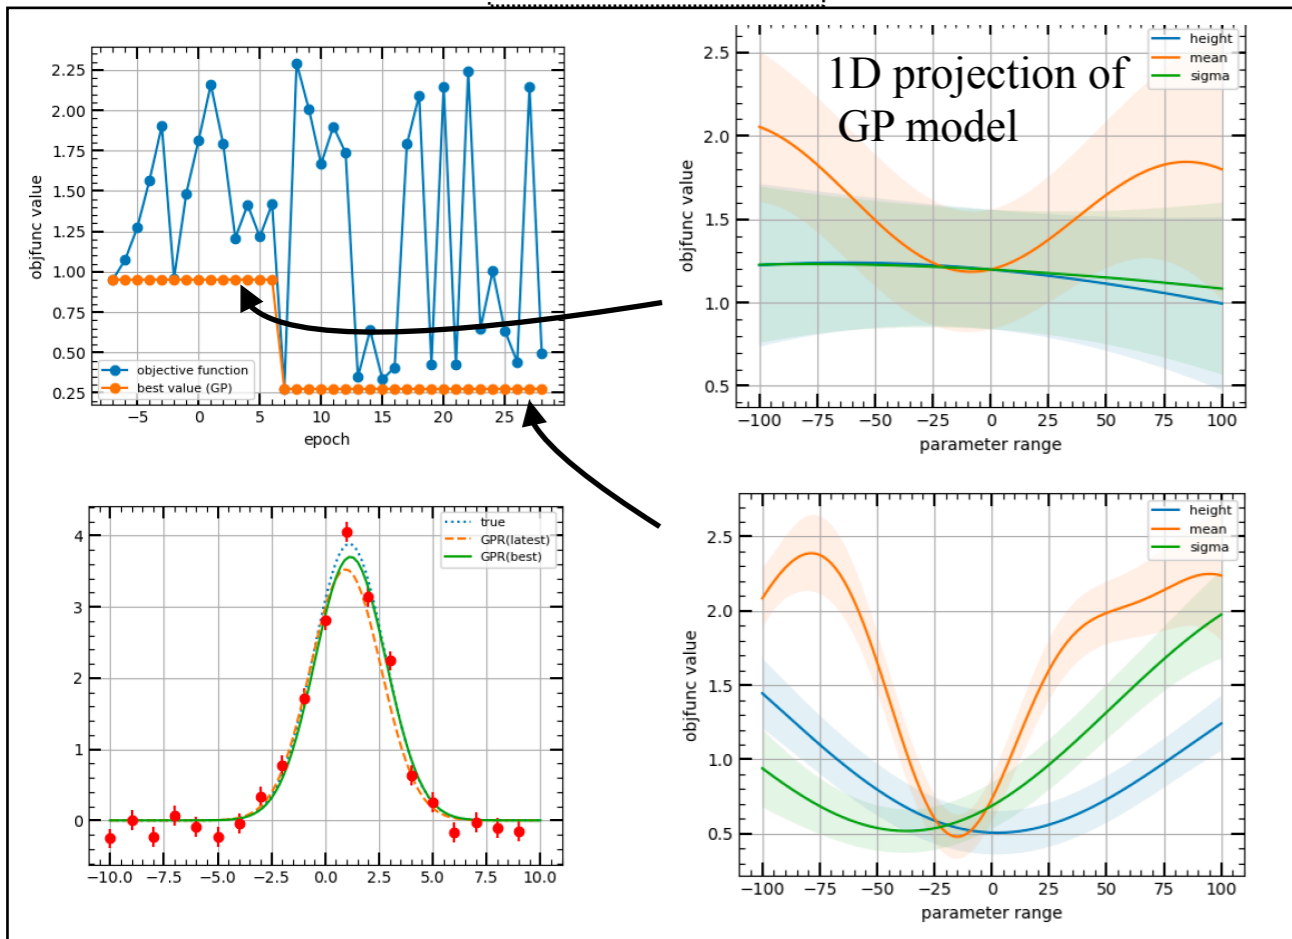 2.25
2.00
1.75
1.50
1.25
1.00
0.75
0.50
0.25
objfunc value
objective function
best value (GP)
−5 0 5 10 15 20 25
epoch
1D projection of
GP model
height
mean
sigma
2.5
2.0
1.5
1.0
0.5
objfunc value
−100 −75 −50 −25 0 25 50 75 100
parameter range
true
GPR(latest)
GPR(best)
4
3
2
1
0
−10.0 −7.5 −5.0 −2.5 0.0 2.5 5.0 7.5 10.0
height
mean
sigma
2.5
2.0
1.5
1.0
0.5
objfunc value
−100 −75 −50 −25 0 25 50 75 100
parameter range